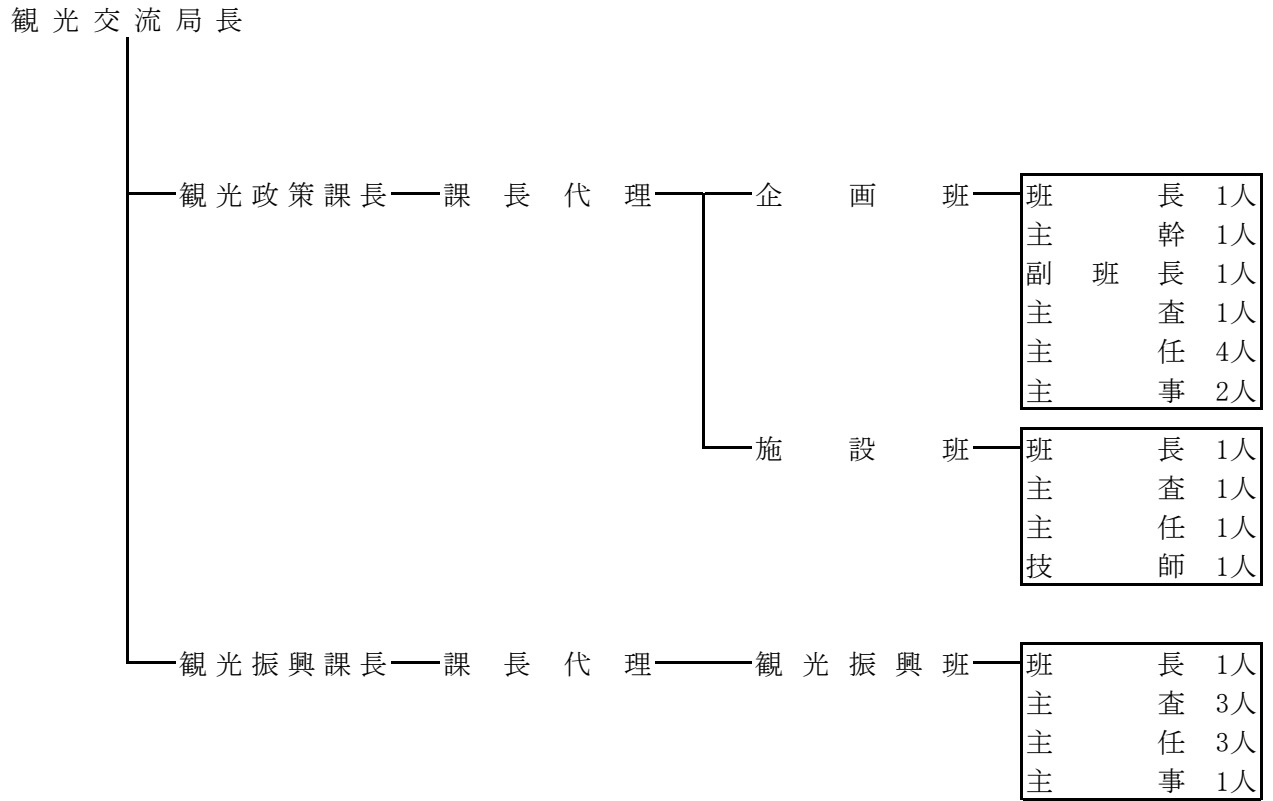 観光交流局長
観光政策課長 課長代理 企画班 班長 1人
主幹 1人
副班長 1人
主査 1人
主任 4人
主事 2人
施設班 班長 1人
主査 1人
主任 1人
技師 1人
観光振興課長 課長代理 観光振興班 班長 1人
主査 3人
主任 3人
主事 1人